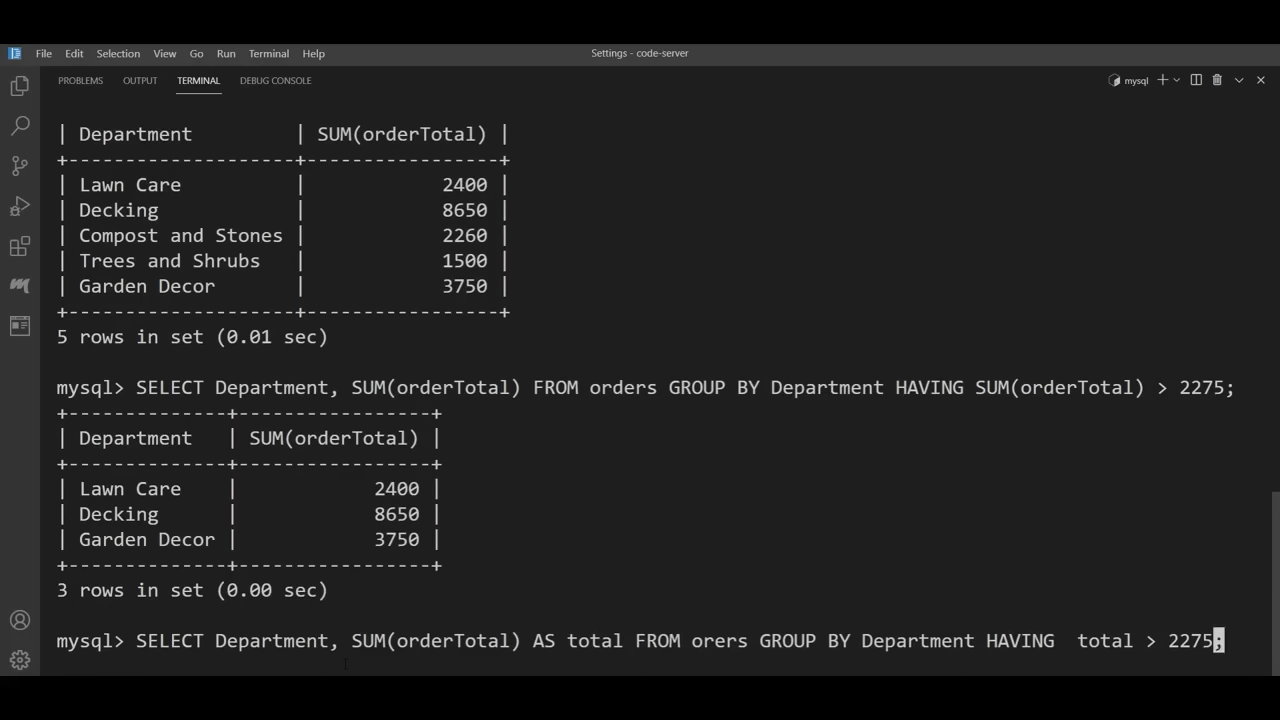 File Edit Selection View Go Run Terminal Help Settings - code-server
PROBLEMS OUTPUT TERMINAL DEBUG CONSOLE mysql
| Department | SUM(orderTotal) |
+--------------------+-----------------+
| Lawn Care | 2400 |
| Decking | 8650 |
| Compost and Stones | 2260 |
| Trees and Shrubs | 1500 |
| Garden Decor | 3750 |
+--------------------+-----------------+
5 rows in set (0.01 sec)
mysql> SELECT Department, SUM(orderTotal) FROM orders GROUP BY Department HAVING SUM(orderTotal) > 2275;
+--------------+-----------------+
| Department | SUM(orderTotal) |
+--------------+-----------------+
| Lawn Care | 2400 |
| Decking | 8650 |
| Garden Decor | 3750 |
+--------------+-----------------+
3 rows in set (0.00 sec)
mysql> SELECT Department, SUM(orderTotal) AS total FROM orers GROUP BY Department HAVING  total > 2275;